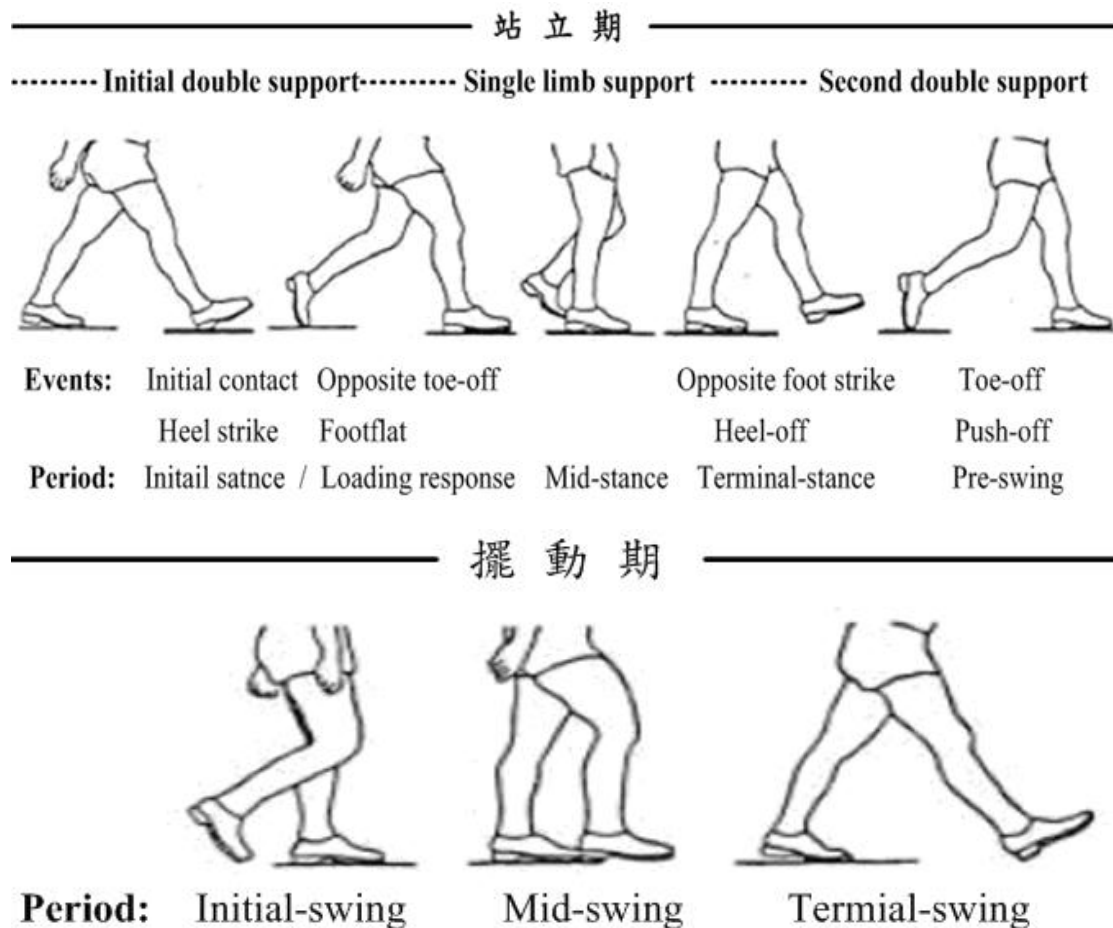 站立期
Initial double support Single limb support Second double support
Events: Initial contact Opposite toe-off Opposite foot strike Toe-off
Heel strike Footflat Heel-off Push-off
Period: Initail satnce / Loading response Mid-stance Terminal-stance Pre-swing
擺動期
Period: Initial-swing Mid-swing Termial-swing